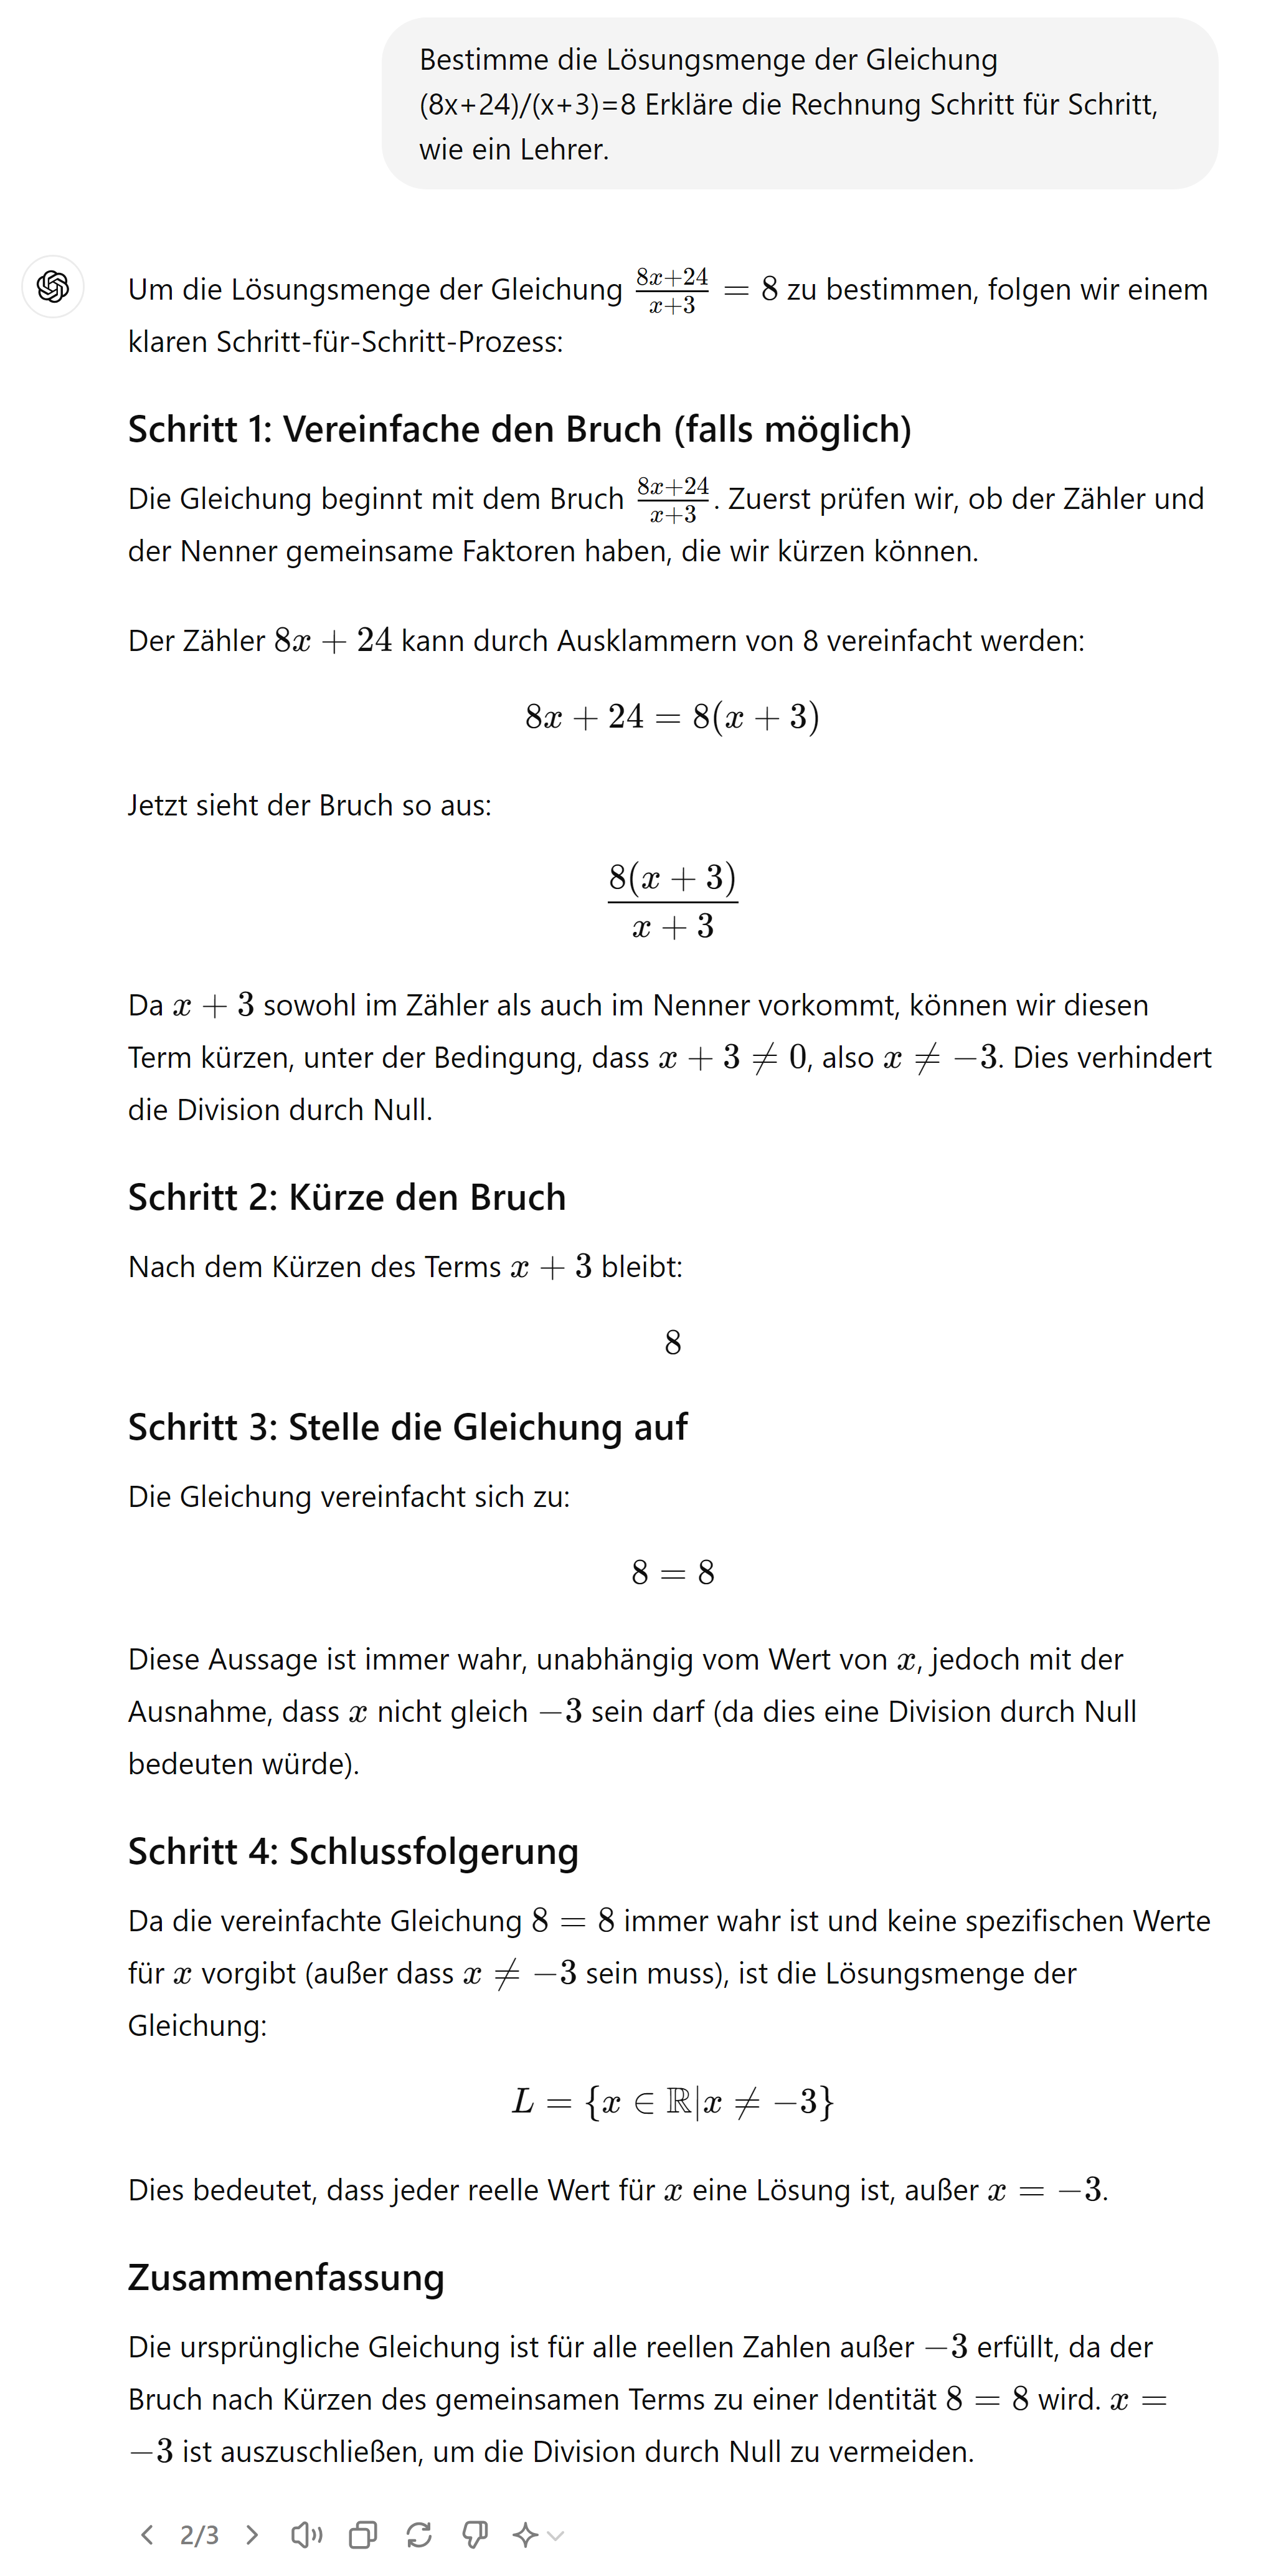 Bestimme die Lösungsmenge der Gleichung
(8x+24)/(x+3)=8 Erkläre die Rechnung Schritt für Schritt,
wie ein Lehrer.
Um die Lösungsmenge der Gleichung $\frac{8x+24}{x+3} = 8$ zu bestimmen, folgen wir einem
klaren Schritt-für-Schritt-Prozess:
Schritt 1: Vereinfache den Bruch (falls möglich)
Die Gleichung beginnt mit dem Bruch $\frac{8x+24}{x+3}$. Zuerst prüfen wir, ob der Zähler und
der Nenner gemeinsame Faktoren haben, die wir kürzen können.
Der Zähler 8x + 24 kann durch Ausklammern von 8 vereinfacht werden:
8x + 24 = 8(x + 3)
Jetzt sieht der Bruch so aus:
$\frac{8(x + 3)}{x + 3}$
Da x + 3 sowohl im Zähler als auch im Nenner vorkommt, können wir diesen
Term kürzen, unter der Bedingung, dass x + 3 ≠ 0, also x ≠ −3. Dies verhindert
die Division durch Null.
Schritt 2: Kürze den Bruch
Nach dem Kürzen des Terms x + 3 bleibt:
8
Schritt 3: Stelle die Gleichung auf
Die Gleichung vereinfacht sich zu:
8 = 8
Diese Aussage ist immer wahr, unabhängig vom Wert von x, jedoch mit der
Ausnahme, dass x nicht gleich −3 sein darf (da dies eine Division durch Null
bedeuten würde).
Schritt 4: Schlussfolgerung
Da die vereinfachte Gleichung 8 = 8 immer wahr ist und keine spezifischen Werte
für x vorgibt (außer dass x ≠ −3 sein muss), ist die Lösungsmenge der
Gleichung:
L = {x ∈ ℝ|x ≠ −3}
Dies bedeutet, dass jeder reelle Wert für x eine Lösung ist, außer x = −3.
Zusammenfassung
Die ursprüngliche Gleichung ist für alle reellen Zahlen außer −3 erfüllt, da der
Bruch nach Kürzen des gemeinsamen Terms zu einer Identität 8 = 8 wird. x =
−3 ist auszuschließen, um die Division durch Null zu vermeiden.
2/3